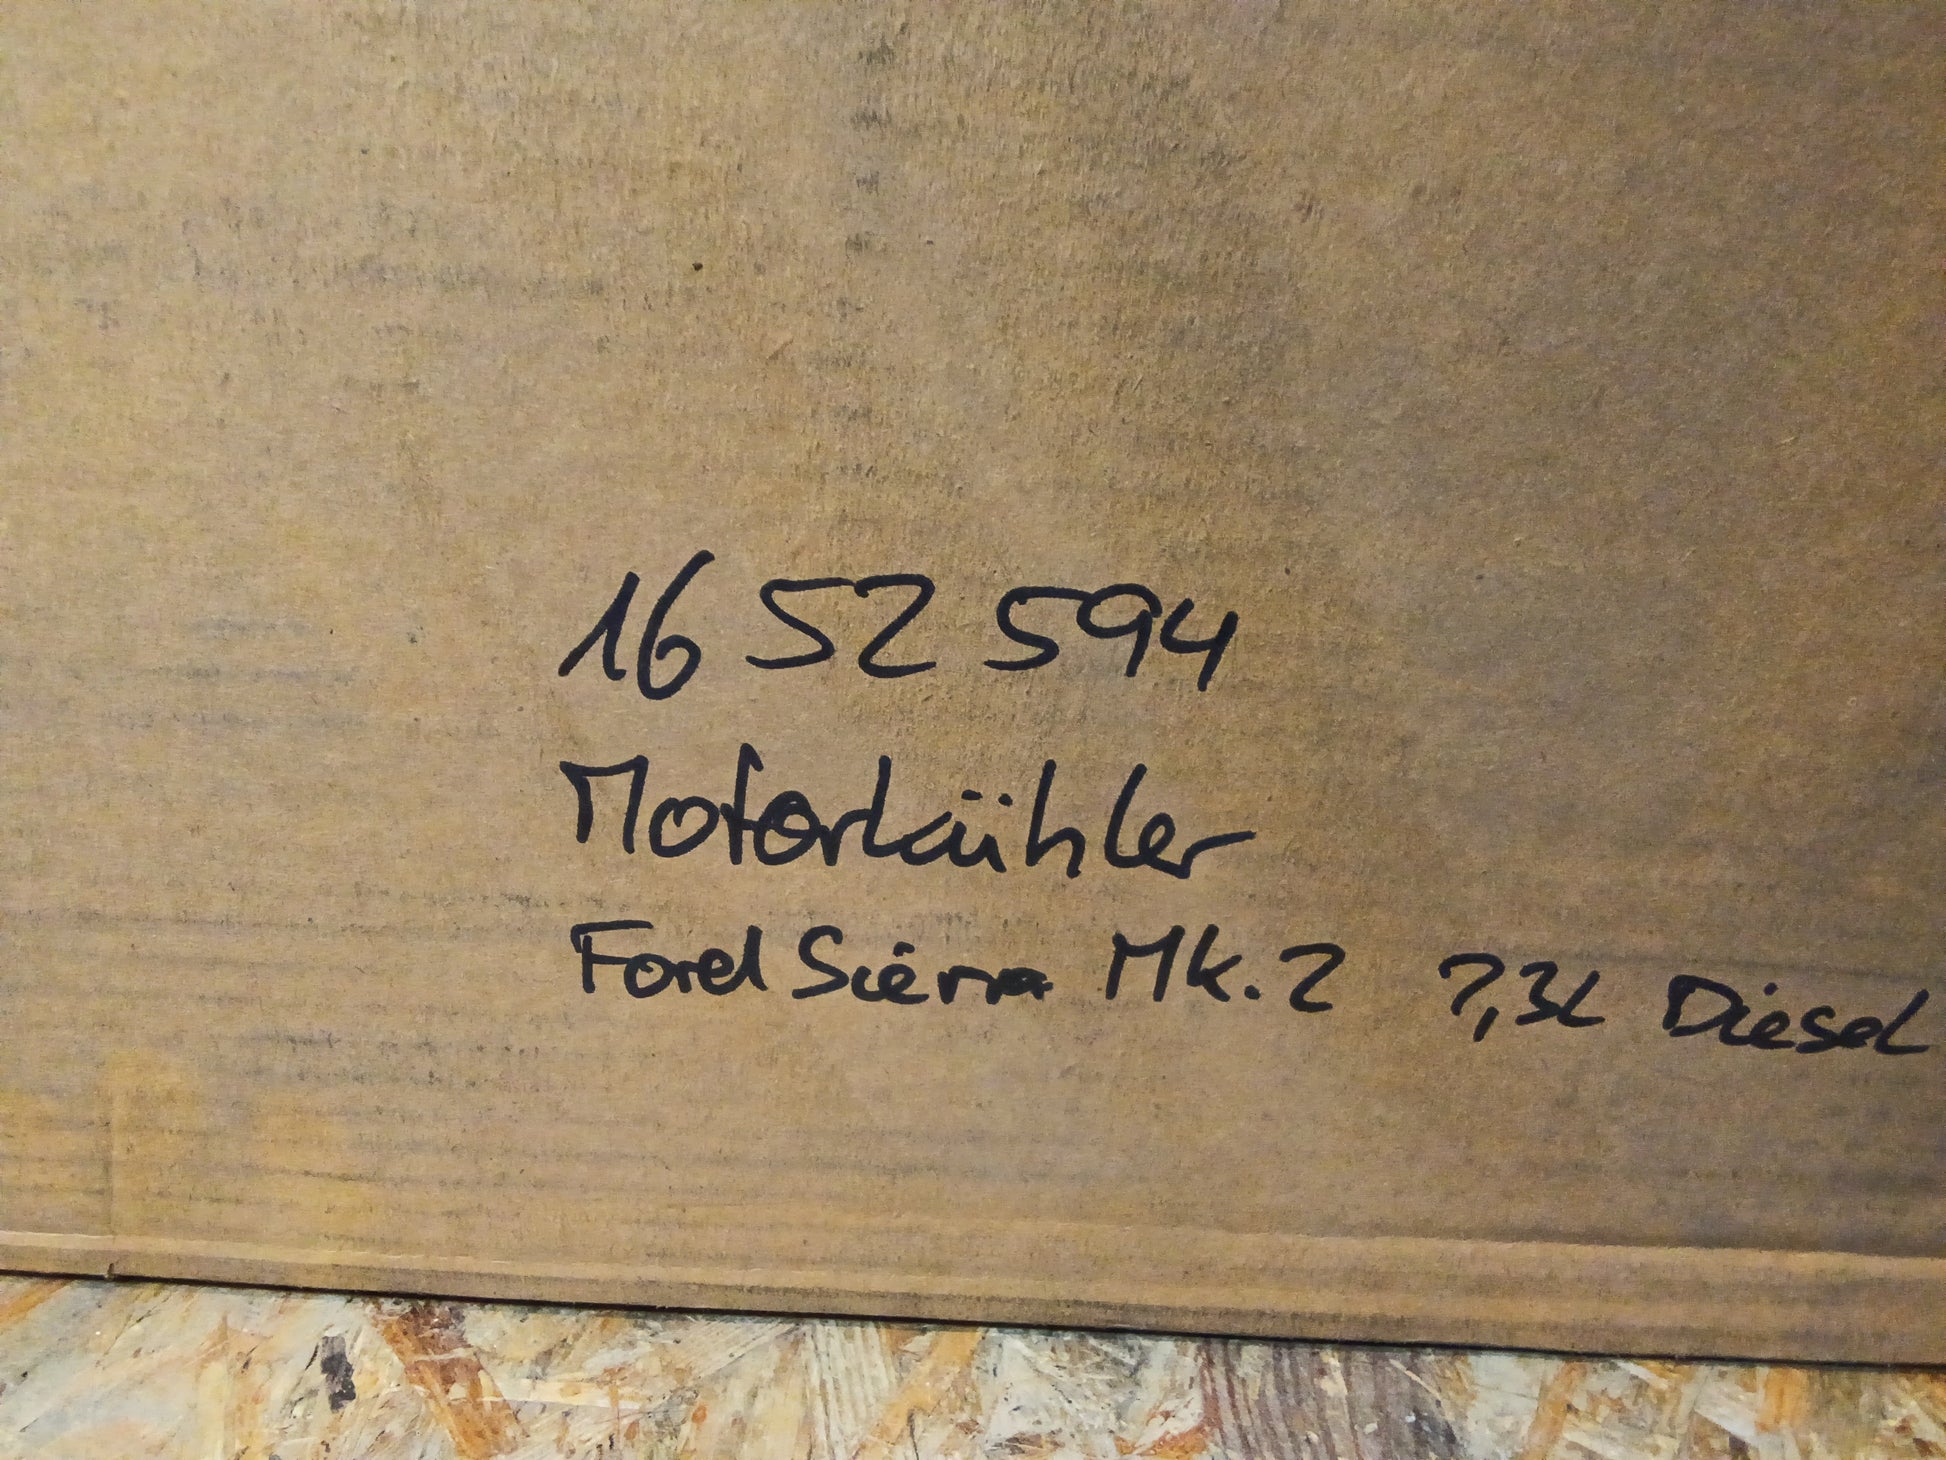 16 52 594
Motorkühler
Ford Sierra Mk.2 2,3L Diesel